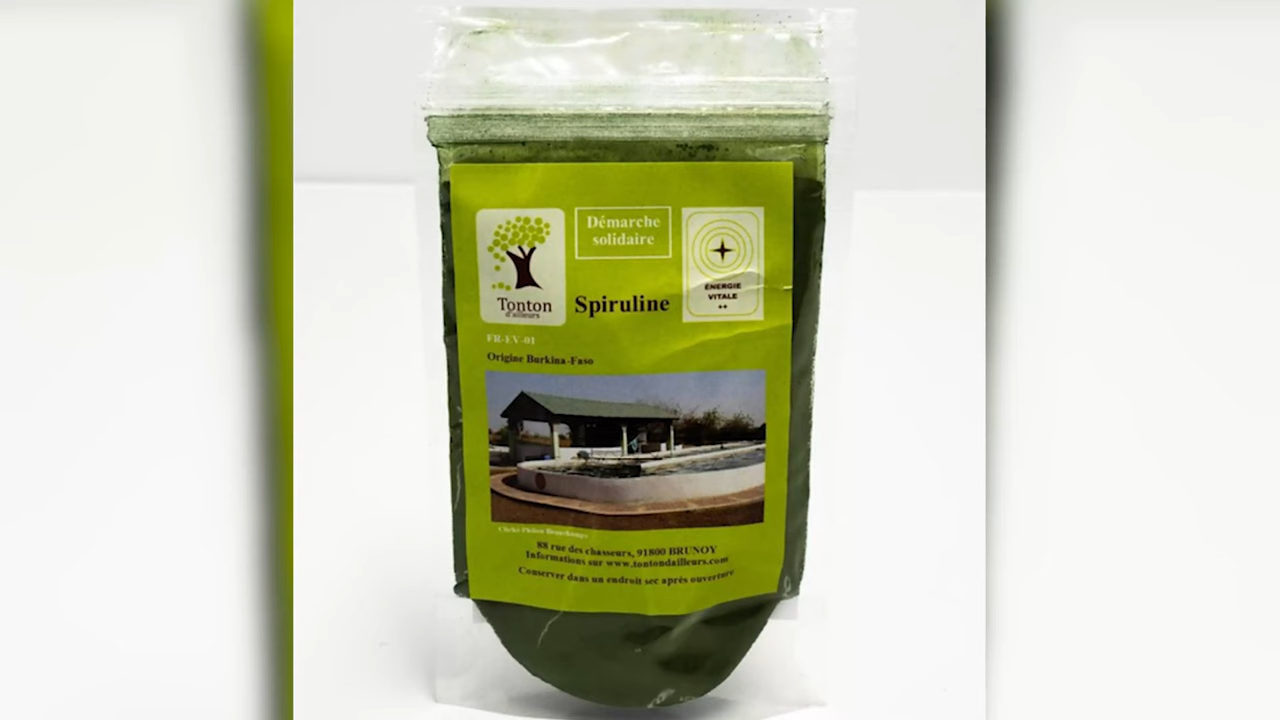 Démarche
solidaire
Tonton
d'ailleurs
Spiruline
ENERGIE
VITALE
++
FR-EV-01
Origine Burkina-Faso
88 rue des chasseurs, 91800 BRUNOY
Informations sur www.tontondailleurs.com
Conserver dans un endroit sec après ouverture